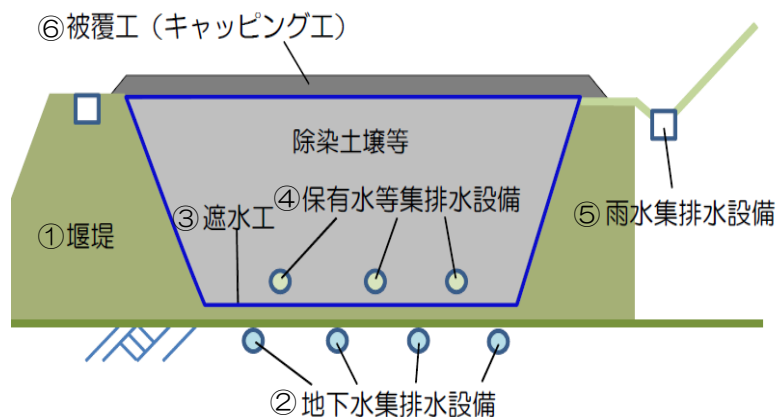 ⑥被覆工（キャッピング工）
除染土壌等
④保有水等集排水設備
③遮水工
⑤雨水集排水設備
①堰堤
②地下水集排水設備